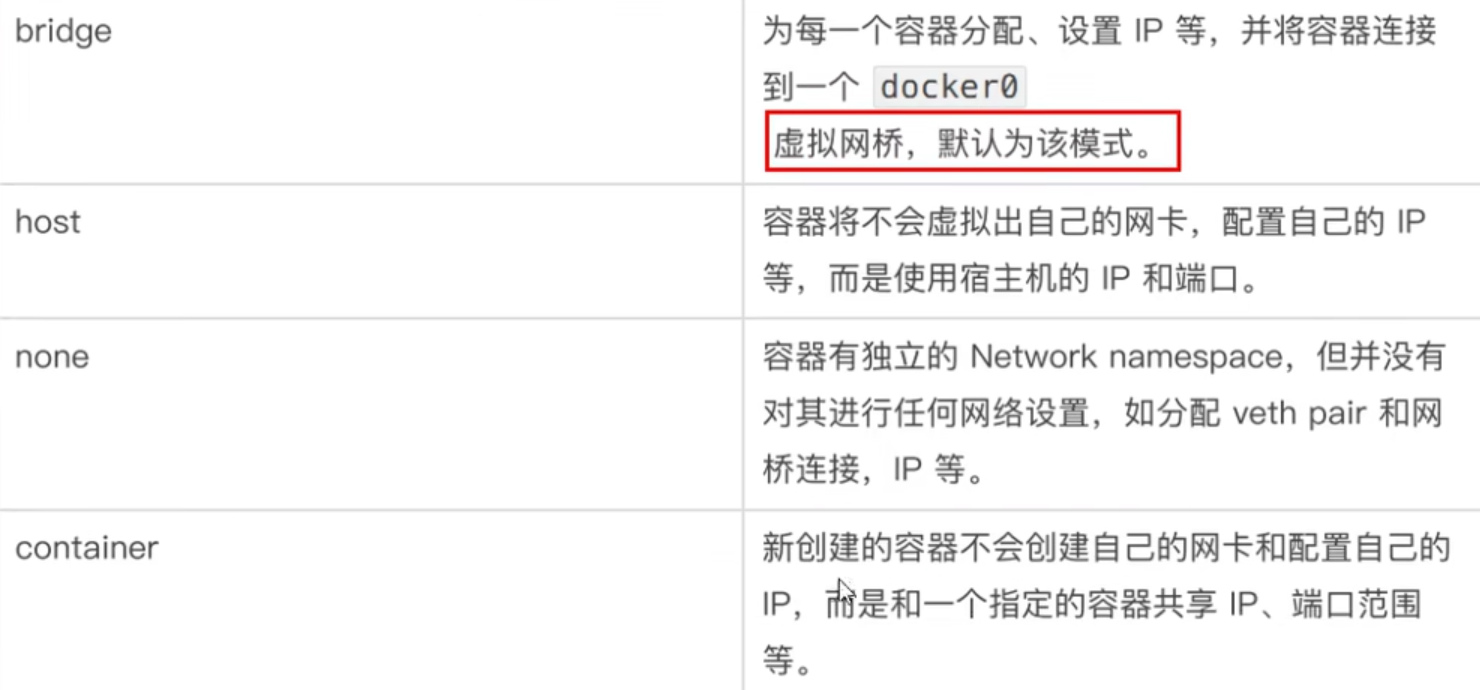 bridge
为每一个容器分配、设置 IP 等，并将容器连接
到一个 docker0
虚拟网桥，默认为该模式。
host
容器将不会虚拟出自己的网卡，配置自己的 IP
等，而是使用宿主机的 IP 和端口。
none
容器有独立的 Network namespace，但并没有
对其进行任何网络设置，如分配 veth pair 和网
桥连接，IP 等。
container
新创建的容器不会创建自己的网卡和配置自己的
IP，而是和一个指定的容器共享 IP、端口范围
等。